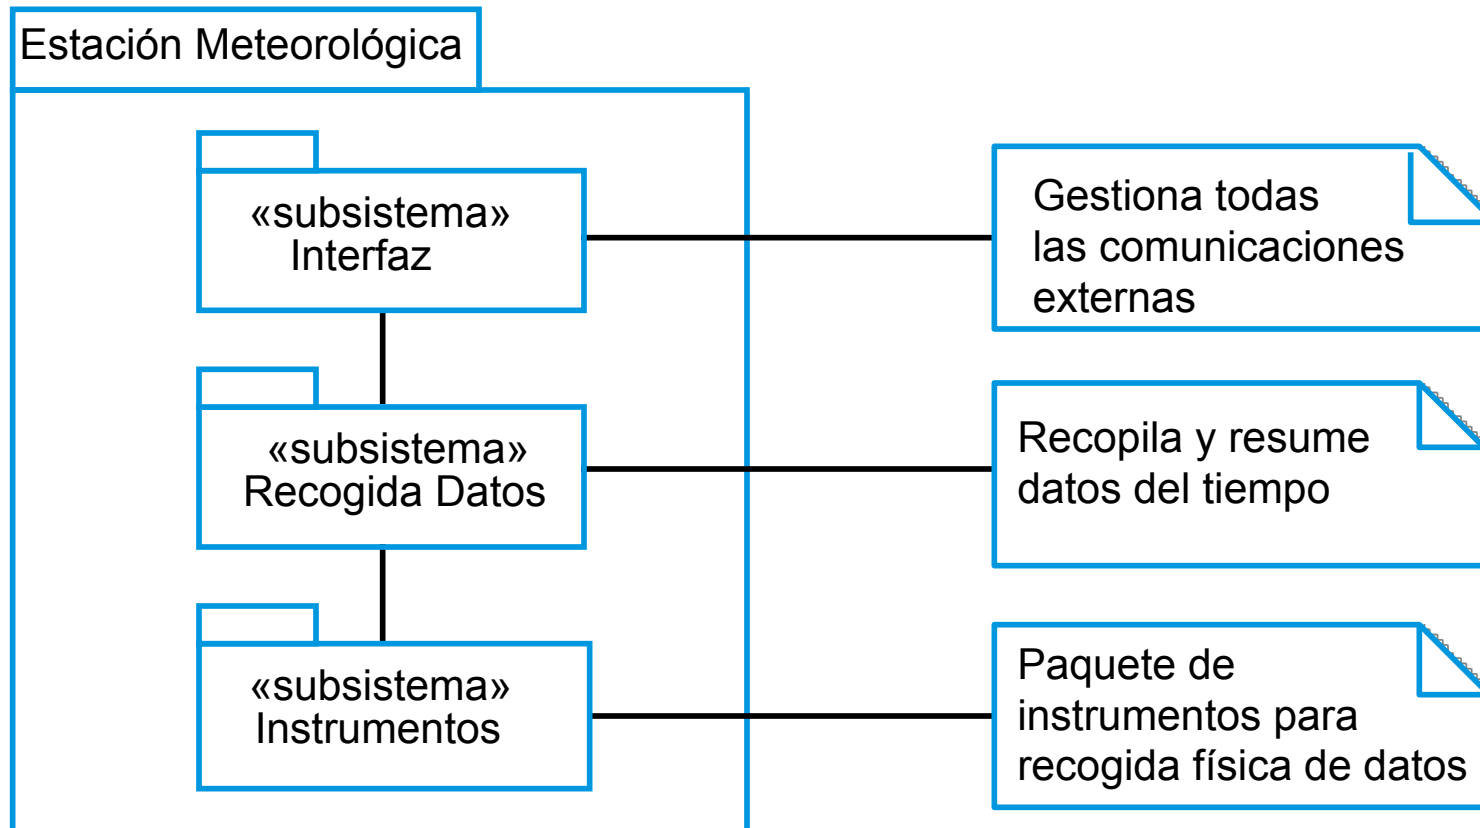 Estación Meteorológica
«subsistema»
Interfaz
Gestiona todas
las comunicaciones
externas
«subsistema»
Recogida Datos
Recopila y resume
datos del tiempo
«subsistema»
Instrumentos
Paquete de
instrumentos para
recogida física de datos